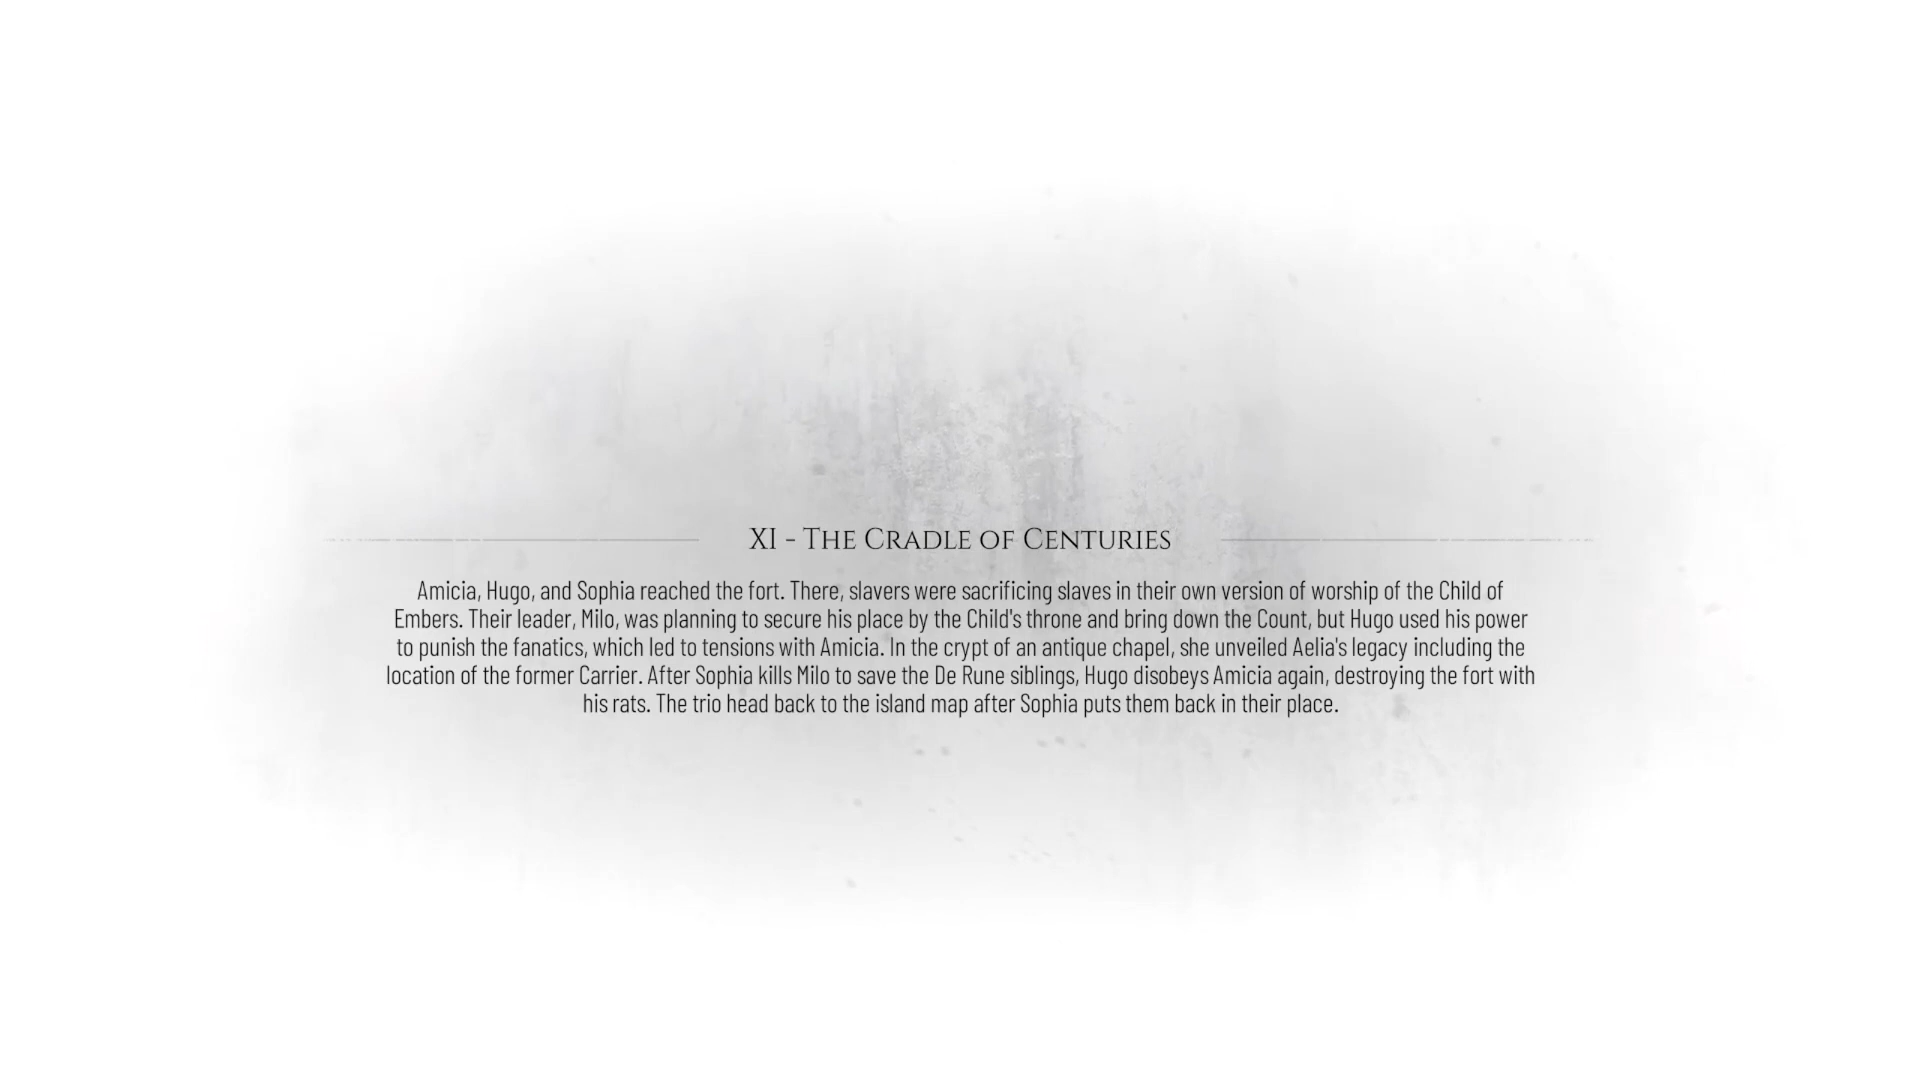 XI - The Cradle of Centuries
Amicia, Hugo, and Sophia reached the fort. There, slavers were sacrificing slaves in their own version of worship of the Child of
Embers. Their leader, Milo, was planning to secure his place by the Child's throne and bring down the Count, but Hugo used his power
to punish the fanatics, which led to tensions with Amicia. In the crypt of an antique chapel, she unveiled Aelia's legacy including the
location of the former Carrier. After Sophia kills Milo to save the De Rune siblings, Hugo disobeys Amicia again, destroying the fort with
his rats. The trio head back to the island map after Sophia puts them back in their place.